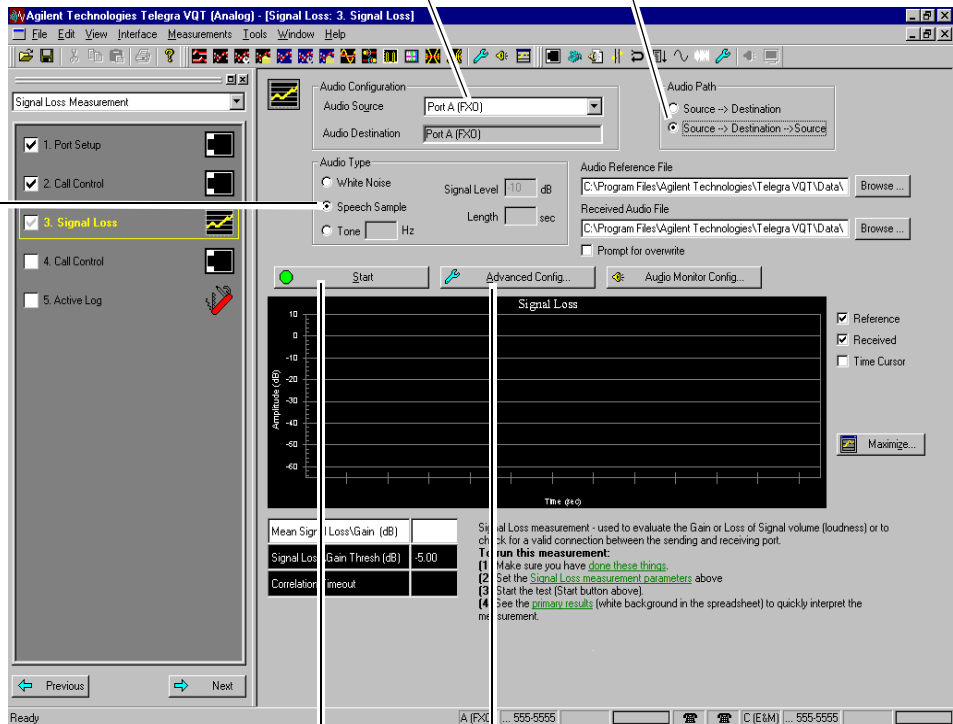 Agilent Technologies Telegra VQT (Analog) - [Signal Loss: 3. Signal Loss]
File Edit View Interface Measurements Tools Window Help
Signal Loss Measurement
1. Port Setup
2. Call Control
3. Signal Loss
4. Call Control
5. Active Log
Previous
Next
Audio Configuration
Audio Source
Port A (FXO)
Audio Destination
Port A (FXO)
Audio Path
Source --> Destination
Source --> Destination -->Source
Audio Type
White Noise
Speech Sample
Tone
Hz
Signal Level
-10
dB
Length
sec
Audio Reference File
C:\Program Files\Agilent Technologies\Telegra VQT\Data\
Browse ...
Received Audio File
C:\Program Files\Agilent Technologies\Telegra VQT\Data\
Browse ...
Prompt for overwrite
Start
Advanced Config...
Audio Monitor Config...
Signal Loss
10
0
-10
-20
-30
-40
-50
-60
Amplitude (dB)
Time (sec)
Reference
Received
Time Cursor
Maximize...
Mean Signal Loss\Gain (dB)
Signal Loss\Gain Thresh (dB)
-5.00
Correlation Timeout
Signal Loss measurement - used to evaluate the Gain or Loss of Signal volume (loudness) or to
check for a valid connection between the sending and receiving port.
To run this measurement:
(1) Make sure you have done these things.
(2) Set the Signal Loss measurement parameters above
(3) Start the test (Start button above).
(4) See the primary results (white background in the spreadsheet) to quickly interpret the
measurement.
Ready
A (FXO) ... 555-5555
C (E&M) ... 555-5555